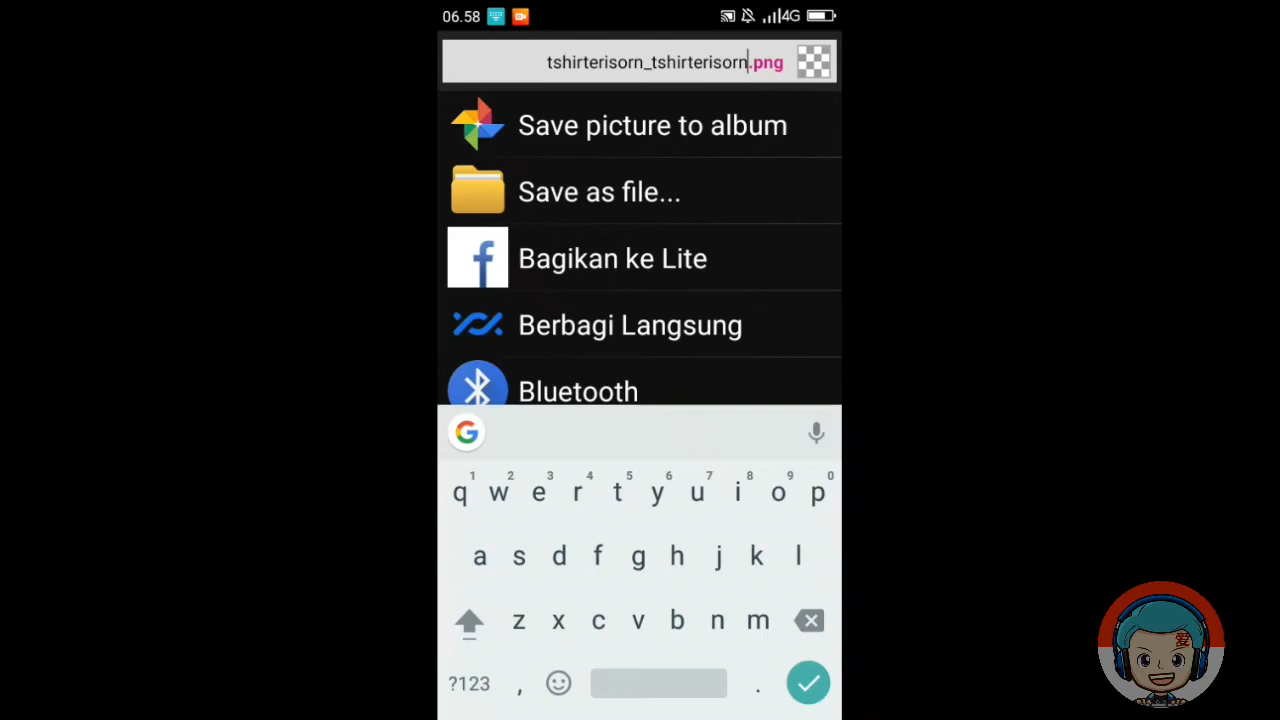 06.58 4G
tshirterisorn_tshirterisorn.png
Save picture to album
Save as file...
Bagikan ke Lite
Berbagi Langsung
Bluetooth
G
1 2 3 4 5 6 7 8 9 0
q w e r t y u i o p
a s d f g h j k l
z x c v b n m
?123 , .
愛